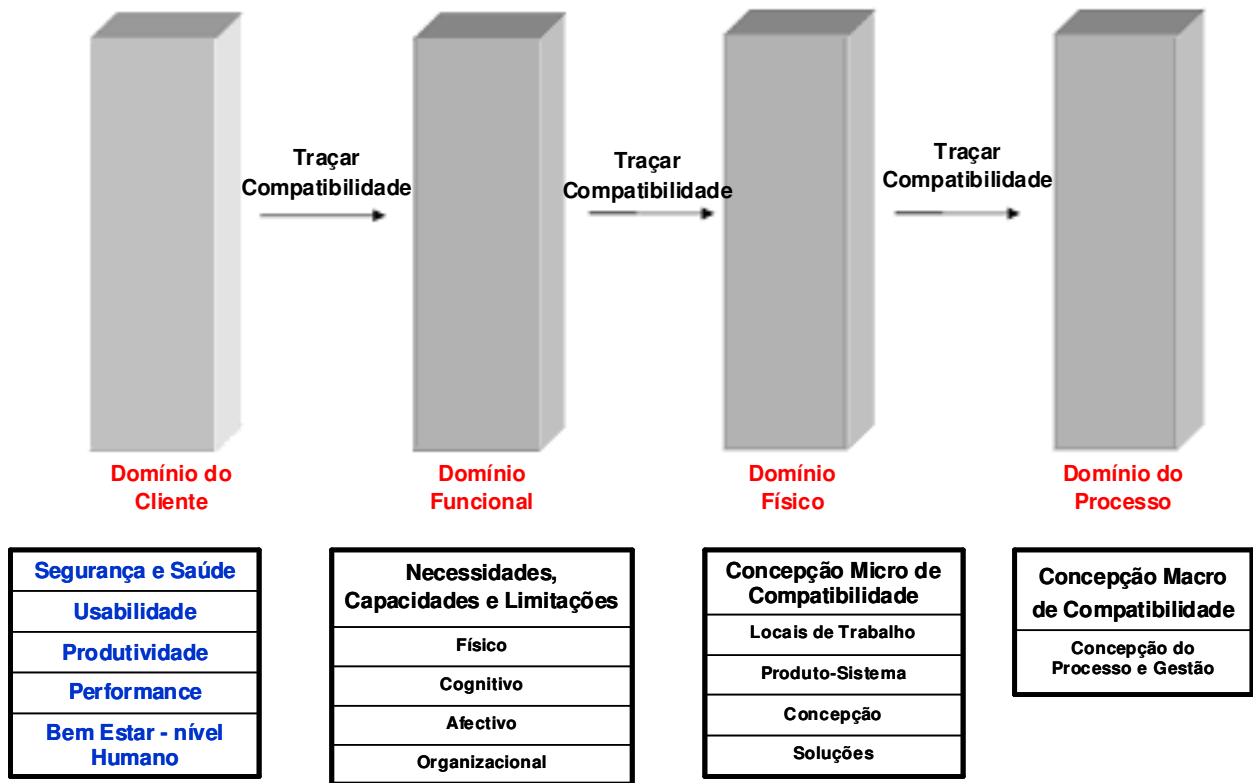 Traçar
Compatibilidade
Traçar
Compatibilidade
Traçar
Compatibilidade
Domínio do
Cliente
Domínio
Funcional
Domínio
Físico
Domínio do
Processo
Segurança e Saúde
Usabilidade
Produtividade
Performance
Bem Estar - nível
Humano
Necessidades,
Capacidades e Limitações
Físico
Cognitivo
Afectivo
Organizacional
Concepção Micro de
Compatibilidade
Locais de Trabalho
Produto-Sistema
Concepção
Soluções
Concepção Macro
de Compatibilidade
Concepção do
Processo e Gestão